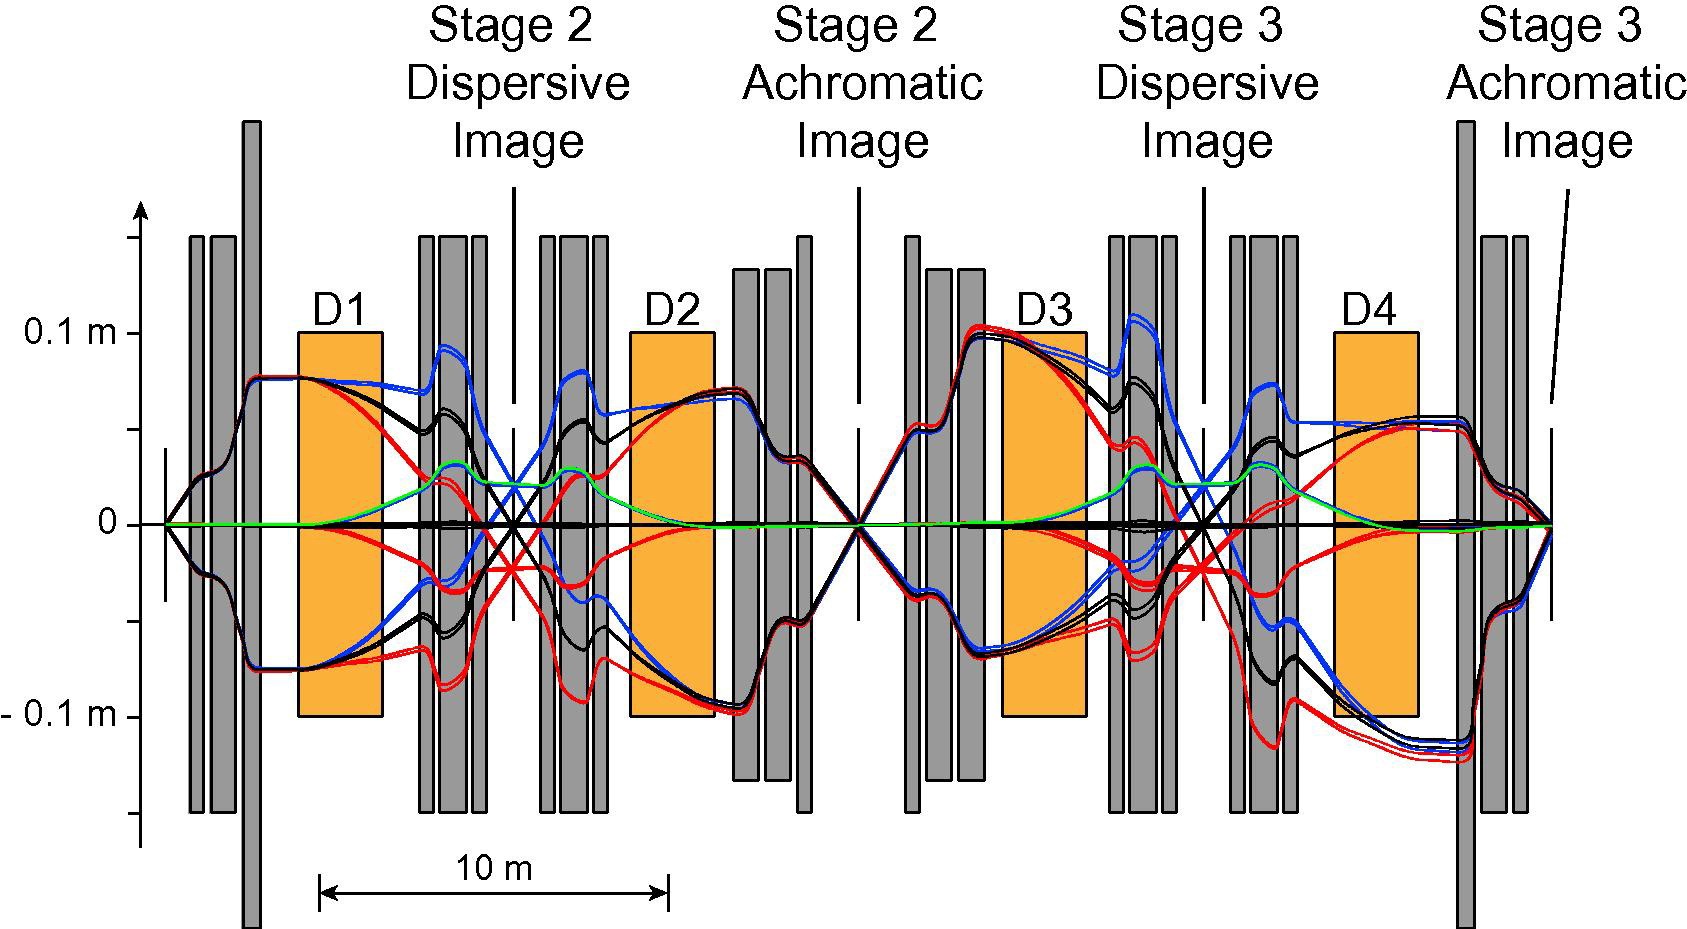 Stage 2
Dispersive
Image
Stage 2
Achromatic
Image
Stage 3
Dispersive
Image
Stage 3
Achromatic
Image
D1
D2
D3
D4
0.1 m
0
- 0.1 m
10 m